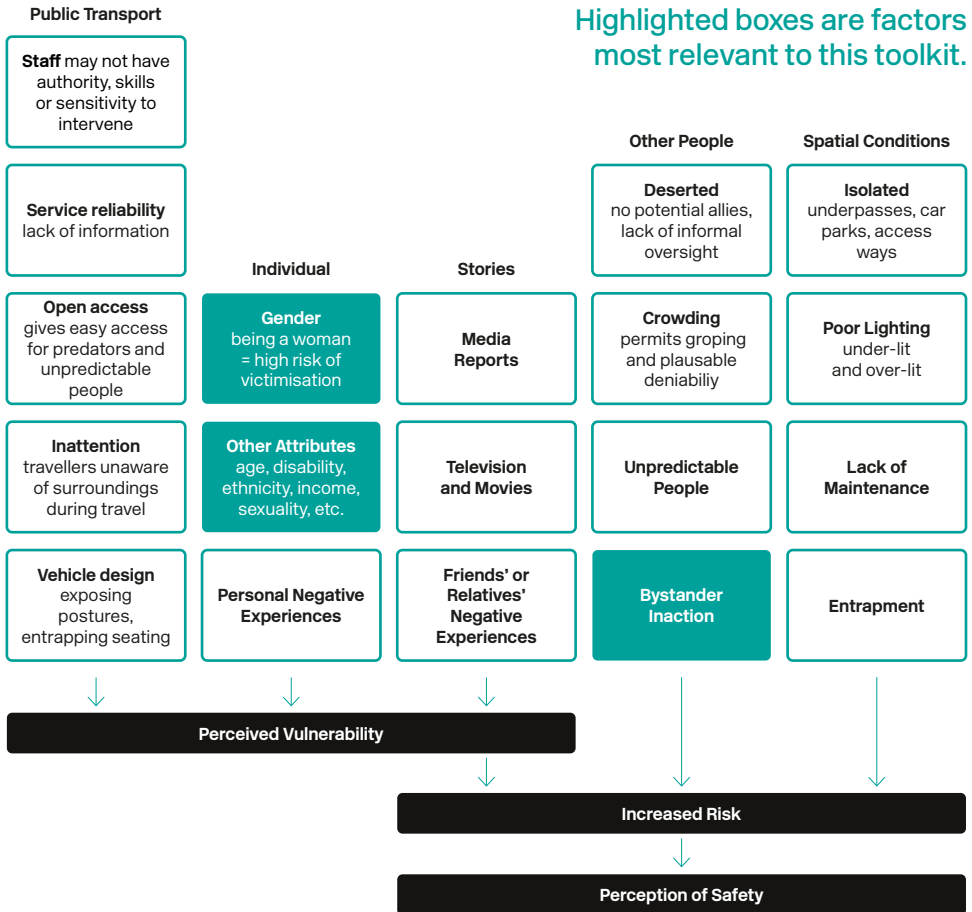 Public Transport
Highlighted boxes are factors
most relevant to this toolkit.
Staff may not have
authority, skills
or sensitivity to
intervene
Service reliability
lack of information
Open access
gives easy access
for predators and
unpredictable
people
Inattention
travellers unaware
of surroundings
during travel
Vehicle design
exposing
postures,
entrapping seating
Individual
Gender
being a woman
= high risk of
victimisation
Other Attributes
age, disability,
ethnicity, income,
sexuality, etc.
Personal Negative
Experiences
Stories
Media
Reports
Television
and Movies
Friends’ or
Relatives’
Negative
Experiences
Other People
Deserted
no potential allies,
lack of informal
oversight
Crowding
permits groping
and plausable
deniabiliy
Unpredictable
People
Bystander
Inaction
Spatial Conditions
Isolated
underpasses, car
parks, access
ways
Poor Lighting
under-lit
and over-lit
Lack of
Maintenance
Entrapment
Perceived Vulnerability
Increased Risk
Perception of Safety